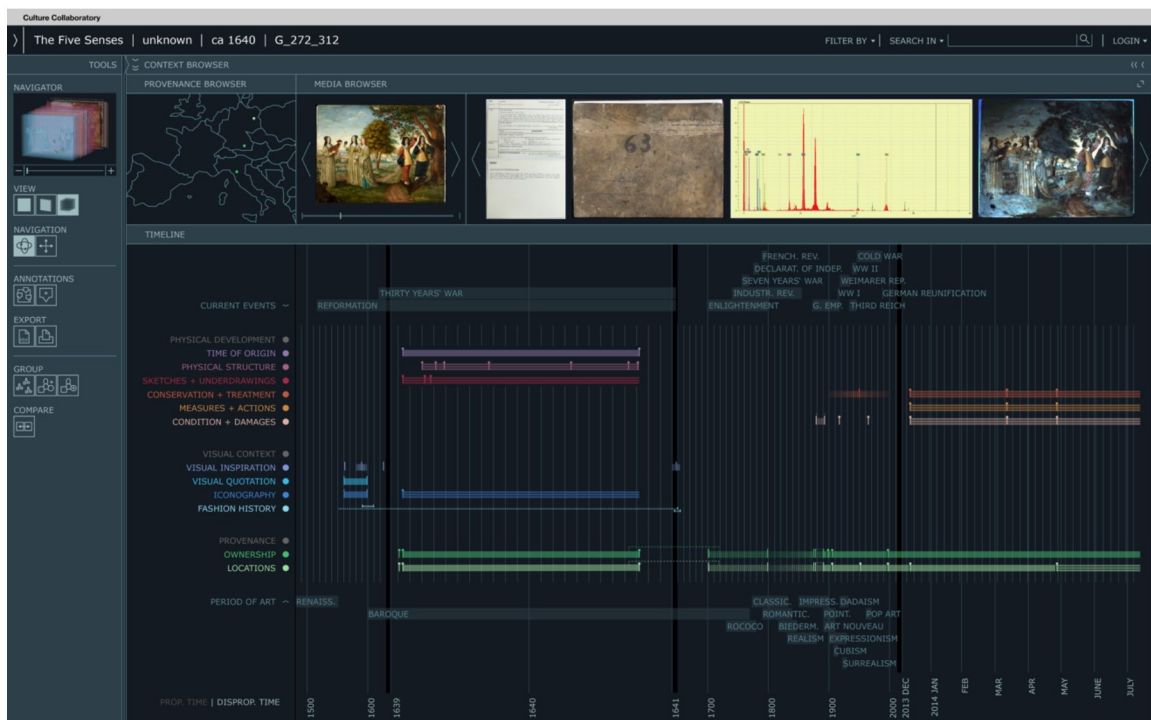 Culture Collaboratory
The Five Senses | unknown | ca 1640 | G_272_312
FILTER BY
SEARCH IN
LOGIN
TOOLS
CONTEXT BROWSER
NAVIGATOR
PROVENANCE BROWSER
MEDIA BROWSER
63.
VIEW
NAVIGATION
ANNOTATIONS
EXPORT
GROUP
COMPARE
TIMELINE
FRENCH. REV. COLD WAR
DECLARAT. OF INDEP. WW II
SEVEN YEARS' WAR WEIMARER REP.
THIRTY YEARS' WAR INDUSTR. REV. WW I GERMAN REUNIFICATION
CURRENT EVENTS REFORMATION ENLIGHTENMENT G. EMP. THIRD REICH
PHYSICAL DEVELOPMENT
TIME OF ORIGIN
PHYSICAL STRUCTURE
SKETCHES + UNDERDRAWINGS
CONSERVATION + TREATMENT
MEASURES + ACTIONS
CONDITION + DAMAGES
VISUAL CONTEXT
VISUAL INSPIRATION
VISUAL QUOTATION
ICONOGRAPHY
FASHION HISTORY
PROVENANCE
OWNERSHIP
LOCATIONS
PERIOD OF ART RENAISS. CLASSIC. IMPRESS. DADAISM
BAROQUE ROMANTIC. POINT. POP ART
ROCOCO BIEDERM. ART NOUVEAU
REALISM EXPRESSIONISM
CUBISM
SURREALISM
PROP. TIME | DISPROP. TIME
1500 1600 1639 1640 1641 1700 1800 1900 2000 2013 DEC 2014 JAN FEB MAR APR MAY JUNE JULY